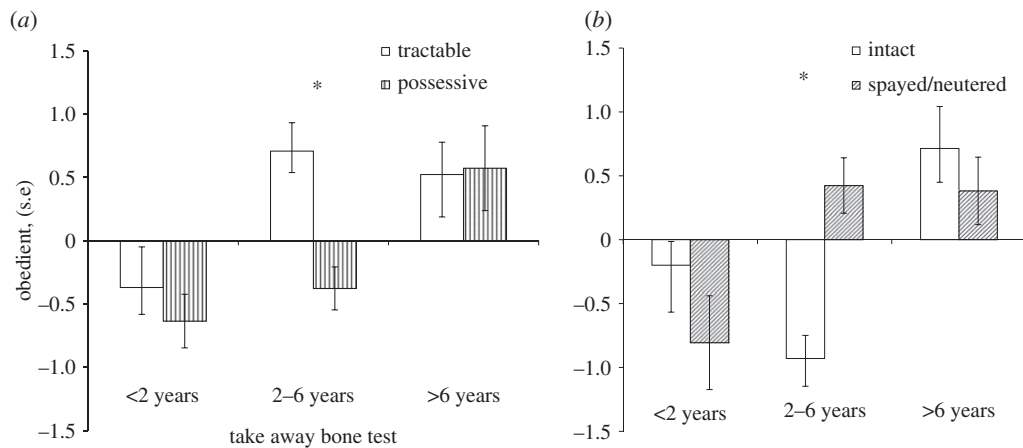 (a)
1.5
1.0
0.5
0
–0.5
–1.0
–1.5
obedient, (s.e)
tractable
possessive
*
<2 years
2–6 years
>6 years
take away bone test
(b)
1.5
1.0
0.5
0
–0.5
–1.0
–1.5
intact
spayed/neutered
*
<2 years
2–6 years
>6 years